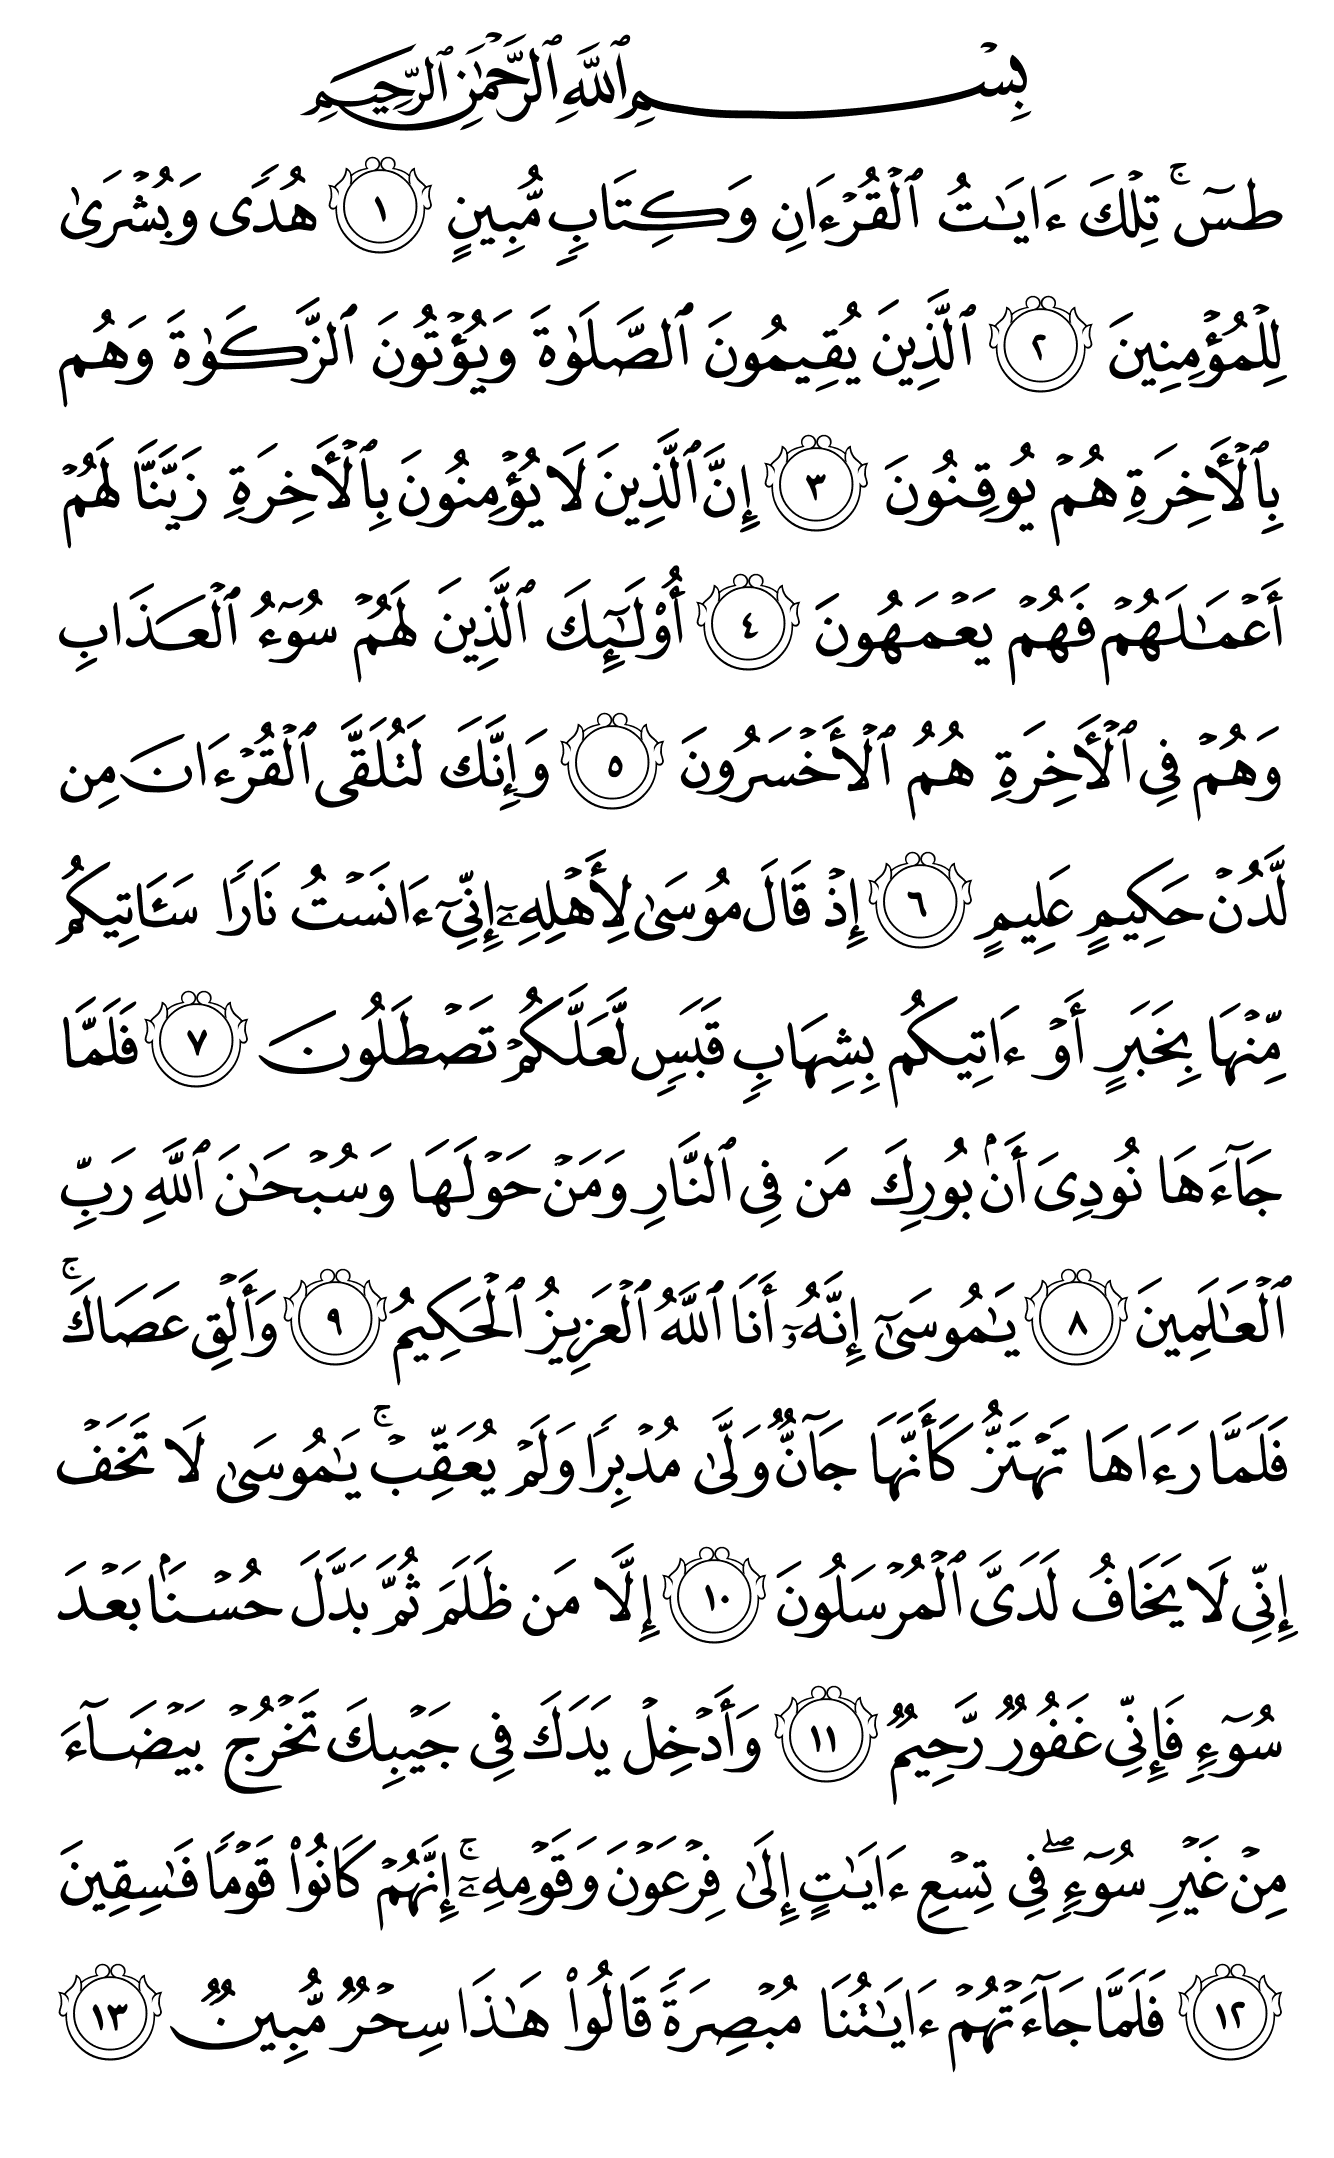 بِسْمِ ٱللَّهِ ٱلرَّحْمَٰنِ ٱلرَّحِيمِ
طسٓ ۚ تِلْكَ ءَايَٰتُ ٱلْقُرْءَانِ وَكِتَابٍ مُّبِينٍ ١ هُدًى وَبُشْرَىٰ
لِلْمُؤْمِنِينَ ٢ ٱلَّذِينَ يُقِيمُونَ ٱلصَّلَوٰةَ وَيُؤْتُونَ ٱلزَّكَوٰةَ وَهُم
بِٱلْأَخِرَةِ هُمْ يُوقِنُونَ ٣ إِنَّ ٱلَّذِينَ لَا يُؤْمِنُونَ بِٱلْأَخِرَةِ زَيَّنَّا لَهُمْ
أَعْمَٰلَهُمْ فَهُمْ يَعْمَهُونَ ٤ أُو۟لَٰٓئِكَ ٱلَّذِينَ لَهُمْ سُوٓءُ ٱلْعَذَابِ
وَهُمْ فِى ٱلْأَخِرَةِ هُمُ ٱلْأَخْسَرُونَ ٥ وَإِنَّكَ لَتُلَقَّى ٱلْقُرْءَانَ مِن
لَّدُنْ حَكِيمٍ عَلِيمٍ ٦ إِذْ قَالَ مُوسَىٰ لِأَهْلِهِۦٓ إِنِّىٓ ءَانَسْتُ نَارًا سَـَٔاتِيكُم
مِّنْهَا بِخَبَرٍ أَوْ ءَاتِيكُم بِشِهَابٍ قَبَسٍ لَّعَلَّكُمْ تَصْطَلُونَ ٧ فَلَمَّا
جَآءَهَا نُودِىَ أَنۢ بُورِكَ مَن فِى ٱلنَّارِ وَمَنْ حَوْلَهَا وَسُبْحَٰنَ ٱللَّهِ رَبِّ
ٱلْعَٰلَمِينَ ٨ يَٰمُوسَىٰٓ إِنَّهُۥٓ أَنَا ٱللَّهُ ٱلْعَزِيزُ ٱلْحَكِيمُ ٩ وَأَلْقِ عَصَاكَ ۚ
فَلَمَّا رَءَاهَا تَهْتَزُّ كَأَنَّهَا جَآنٌّ وَلَّىٰ مُدْبِرًا وَلَمْ يُعَقِّبْ ۚ يَٰمُوسَىٰ لَا تَخَفْ
إِنِّى لَا يَخَافُ لَدَىَّ ٱلْمُرْسَلُونَ ١٠ إِلَّا مَن ظَلَمَ ثُمَّ بَدَّلَ حُسْنَۢا بَعْدَ
سُوٓءٍ فَإِنِّى غَفُورٌ رَّحِيمٌ ١١ وَأَدْخِلْ يَدَكَ فِى جَيْبِكَ تَخْرُجْ بَيْضَآءَ
مِنْ غَيْرِ سُوٓءٍ ۖ فِى تِسْعِ ءَايَٰتٍ إِلَىٰ فِرْعَوْنَ وَقَوْمِهِۦٓ ۚ إِنَّهُمْ كَانُوا۟ قَوْمًا فَٰسِقِينَ
١٢ فَلَمَّا جَآءَتْهُمْ ءَايَٰتُنَا مُبْصِرَةً قَالُوا۟ هَٰذَا سِحْرٌ مُّبِينٌ ١٣